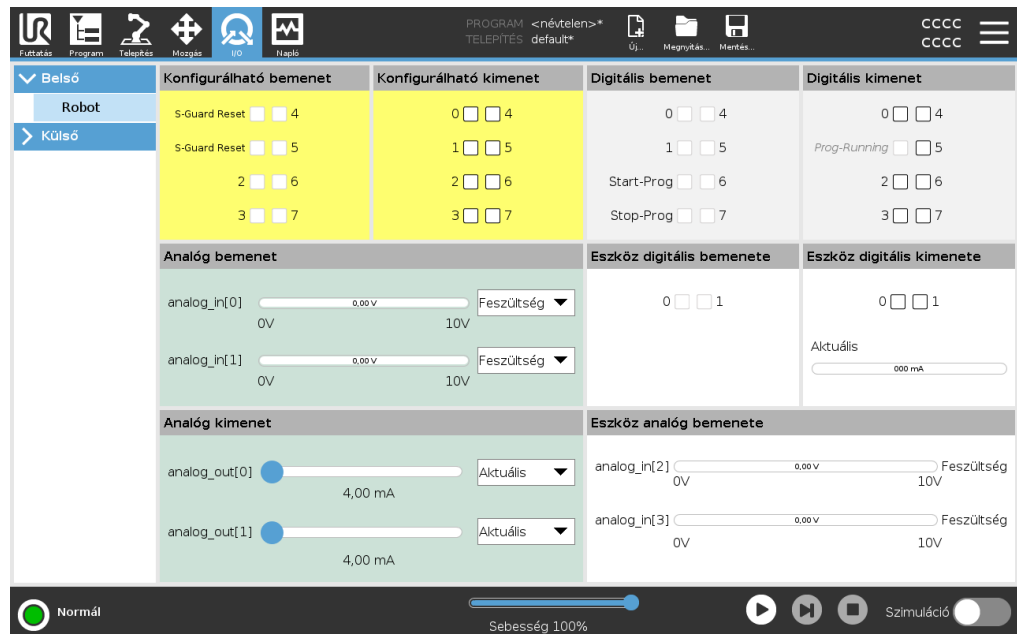 UR
Futtatás Program Telepítés Mozgás I/O Napló
PROGRAM <névtelen>*
TELEPÍTÉS default*
Új... Megnyitás... Mentés...
CCCC
CCCC
Belső
Robot
Külső
Konfigurálható bemenet
S-Guard Reset 4
S-Guard Reset 5
2 6
3 7
Konfigurálható kimenet
0 4
1 5
2 6
3 7
Digitális bemenet
0 4
1 5
Start-Prog 6
Stop-Prog 7
Digitális kimenet
0 4
Prog-Running 5
2 6
3 7
Analóg bemenet
analog_in[0] 0,00 V Feszültség
0V 10V
analog_in[1] 0,00 V Feszültség
0V 10V
Eszköz digitális bemenete
0 1
Eszköz digitális kimenete
0 1
Aktuális
000 mA
Analóg kimenet
analog_out[0] Aktuális
4,00 mA
analog_out[1] Aktuális
4,00 mA
Eszköz analóg bemenete
analog_in[2] 0,00 V Feszültség
0V 10V
analog_in[3] 0,00 V Feszültség
0V 10V
Normál
Sebesség 100%
Szimuláció